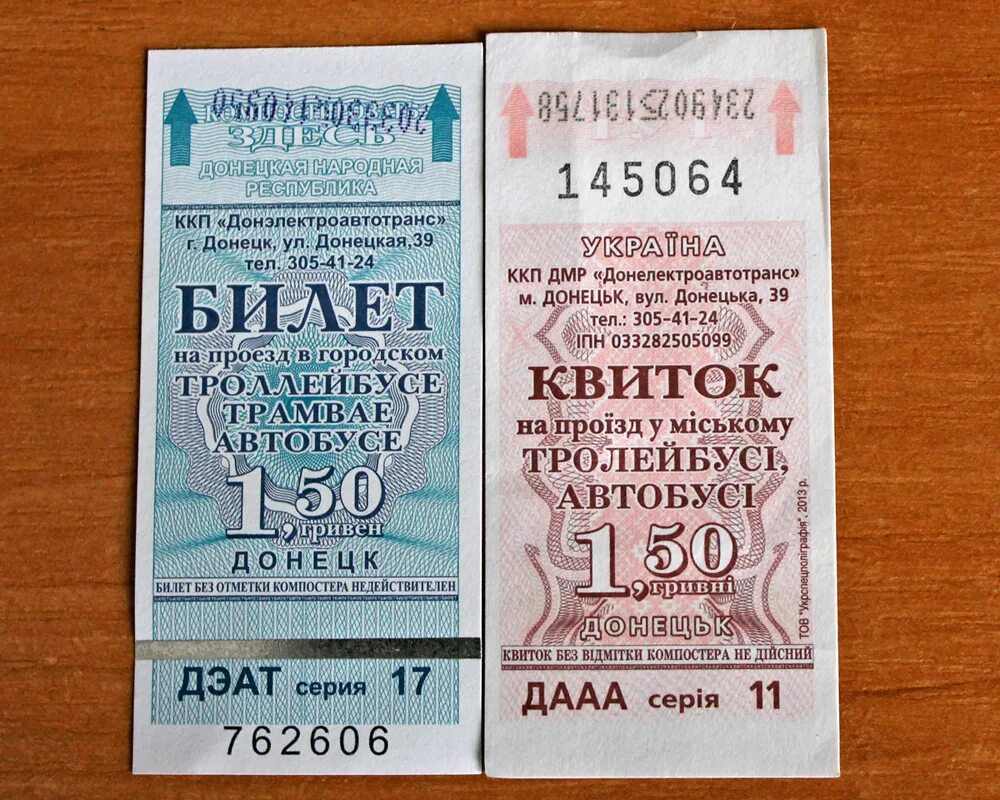 ЗДЕСЬ
ДОНЕЦКАЯ НАРОДНАЯ
РЕСПУБЛИКА
ККП «Донэлектроавтотранс»
г. Донецк, ул. Донецкая,39
тел. 305-41-24
БИЛЕТ
на проезд в городском
ТРОЛЛЕЙБУСЕ
ТРАМВАЕ
АВТОБУСЕ
1,50
гривен
ДОНЕЦК
БИЛЕТ БЕЗ ОТМЕТКИ КОМПОСТЕРА НЕДЕЙСТВИТЕЛЕН
ДЭАТ серия 17
762606
2349025131758
145064
УКРАЇНА
ККП ДМР «Донелектроавтотранс»
м. ДОНЕЦЬК, вул. Донецька, 39
тел.: 305-41-24
ІПН 033282505099
КВИТОК
на проїзд у міському
ТРОЛЕЙБУСІ,
АВТОБУСІ
1,50
гривні
ДОНЕЦЬК
ТОВ "Укрспецполіграфія", 2013 р.
КВИТОК БЕЗ ВІДМІТКИ КОМПОСТЕРА НЕ ДІЙСНИЙ
ДААА серія 11